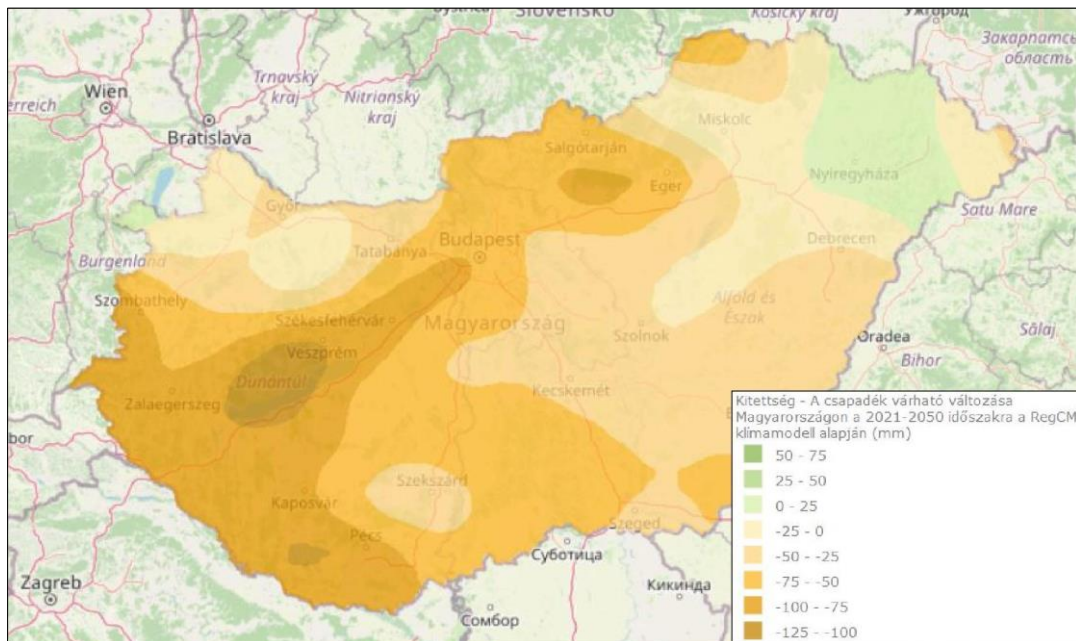 Slovensko
Košický kraj
Ужгород
Закарпатська
область
Wien
Trnavský
kraj
Nitrianský
kraj
Bratislava
Miskolc
Salgótarján
Nyíregyháza
Eger
Satu Mare
Győr
Tatabánya
Budapest
Debrecen
Burgenland
Szombathely
Székesfehérvár
Magyarország
Alföld és
Észak
Szolnok
Oradea
Sălaj
Bihor
Veszprém
Dunántúl
Zalaegerszeg
Kecskemét
Szekszárd
Kaposvár
Pécs
Szeged
Суботица
Кикинда
Zagreb
Сомбор
Kitettség - A csapadék várható változása
Magyarországon a 2021-2050 időszakra a RegCM
klímamodell alapján (mm)
50 - 75
25 - 50
0 - 25
-25 - 0
-50 - -25
-75 - -50
-100 - -75
-125 - -100